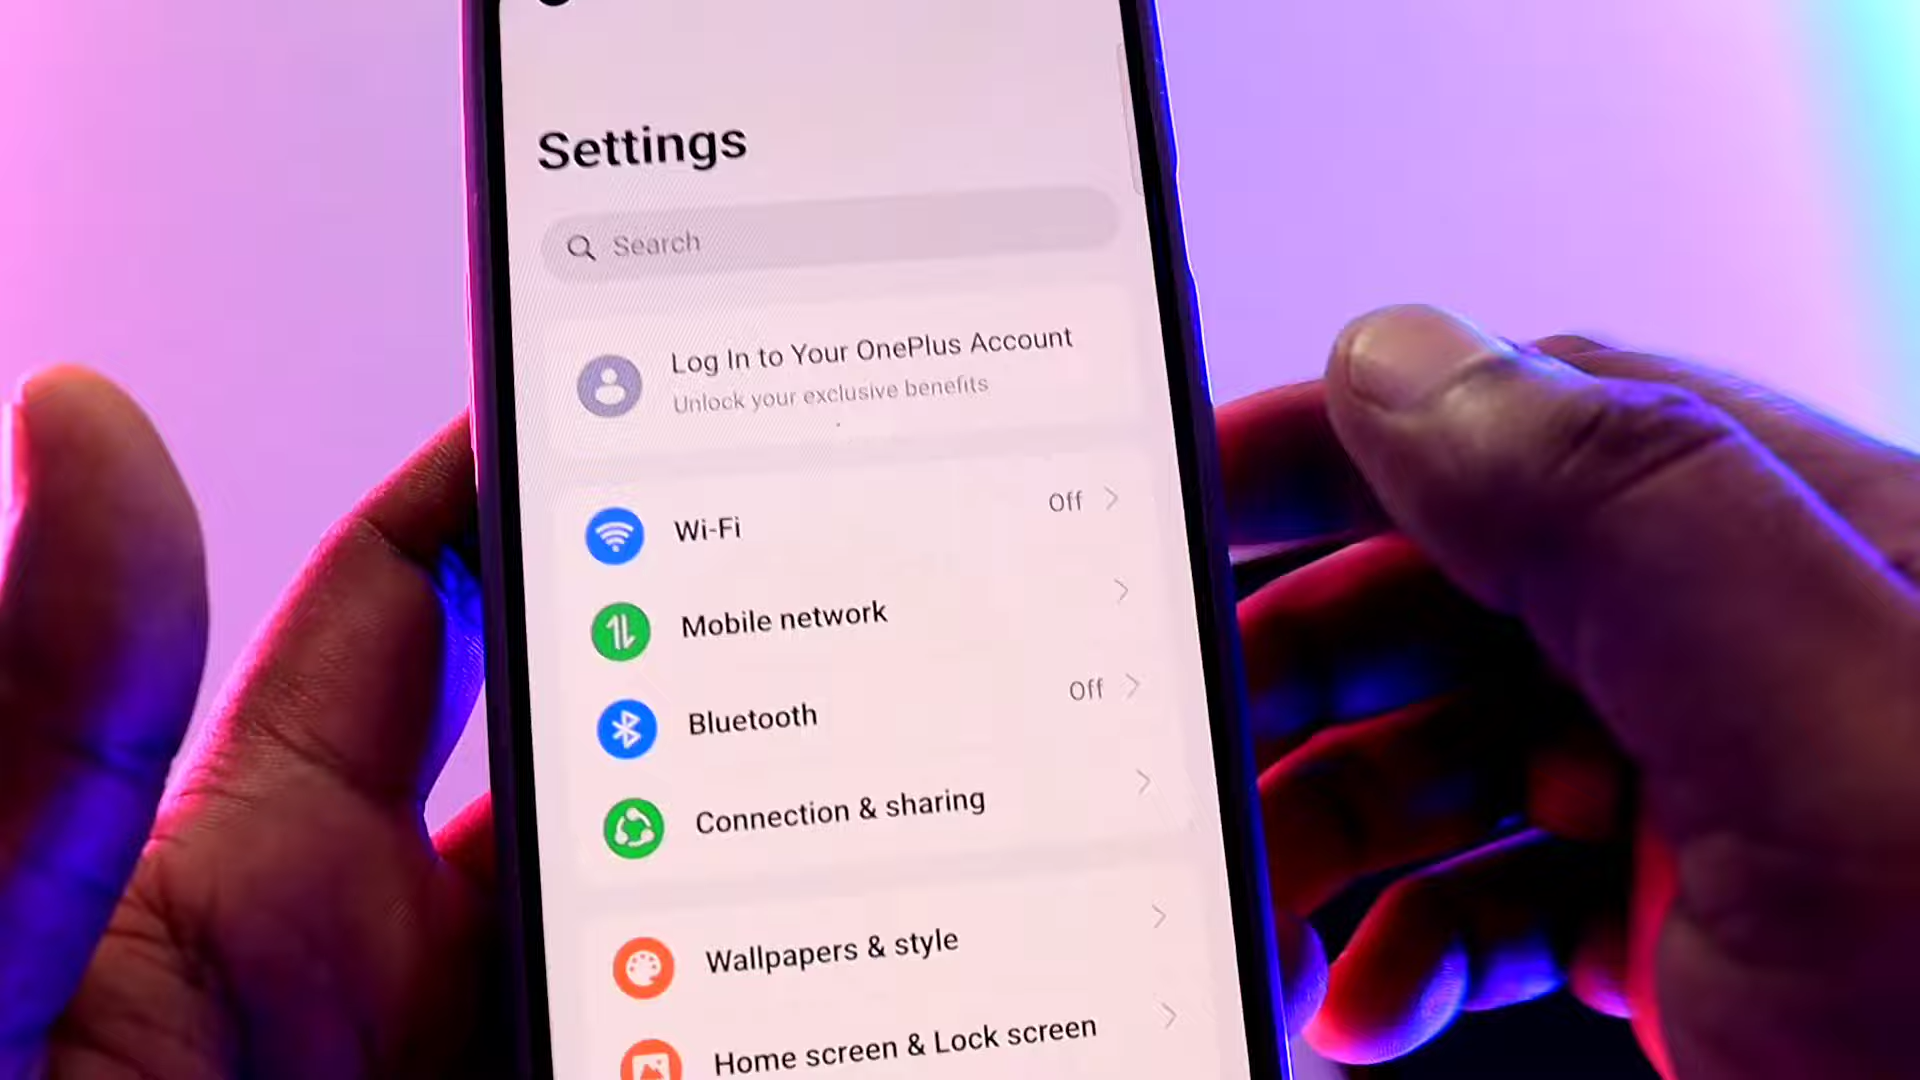 Settings
Search
Log In to Your OnePlus Account
Unlock your exclusive benefits
Wi-Fi Off
Mobile network
Bluetooth Off
Connection & sharing
Wallpapers & style
Home screen & Lock screen